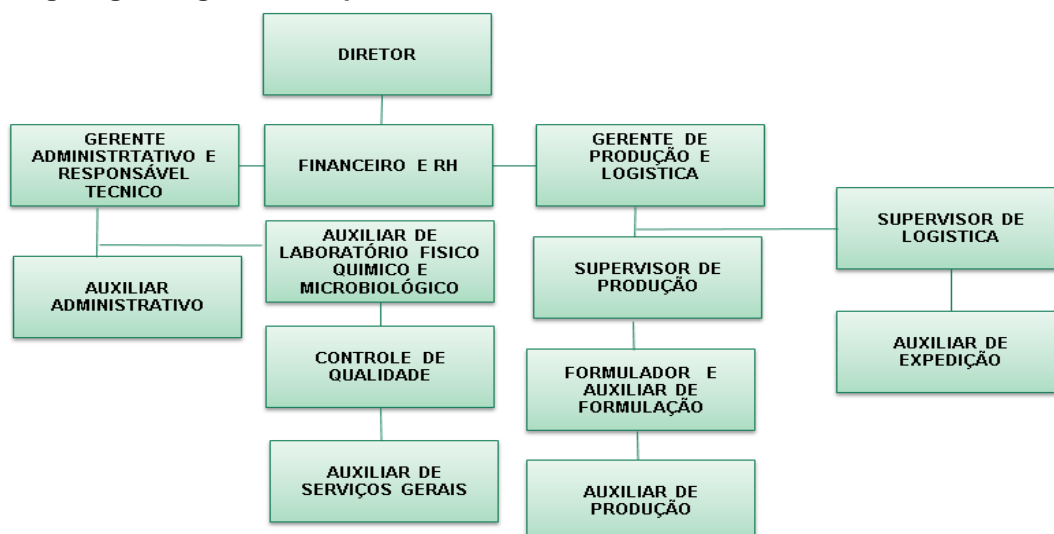 DIRETOR
GERENTE
ADMINISTRTATIVO E
RESPONSÁVEL
TECNICO
FINANCEIRO E RH
GERENTE DE
PRODUÇÃO E
LOGISTICA
SUPERVISOR DE
LOGISTICA
AUXILIAR
ADMINISTRATIVO
AUXILIAR DE
LABORATÓRIO FISICO
QUIMICO E
MICROBIOLÓGICO
SUPERVISOR DE
PRODUÇÃO
AUXILIAR DE
EXPEDIÇÃO
CONTROLE DE
QUALIDADE
FORMULADOR E
AUXILIAR DE
FORMULAÇÃO
AUXILIAR DE
SERVIÇOS GERAIS
AUXILIAR DE
PRODUÇÃO